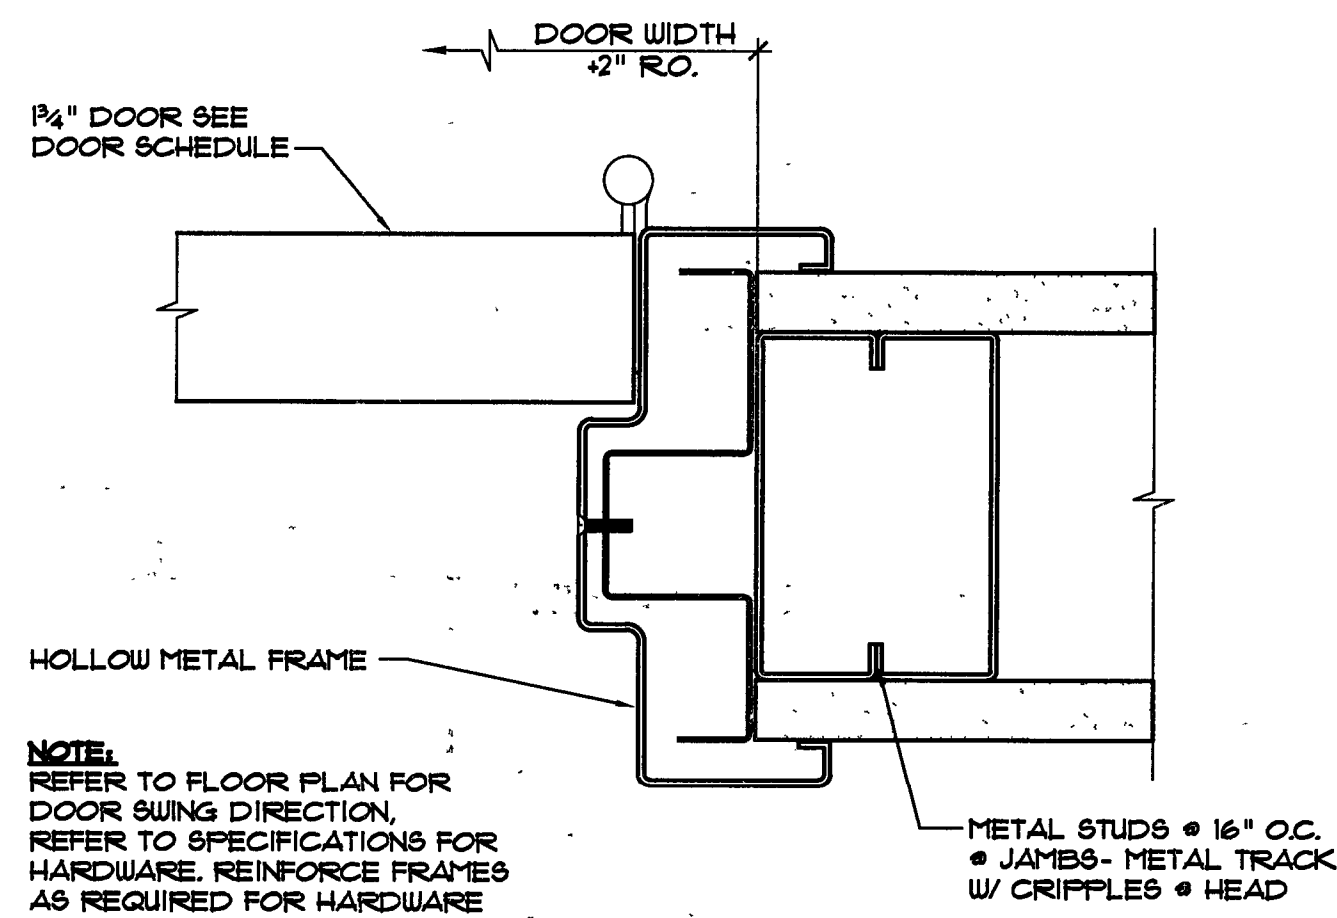 DOOR WIDTH
+2" R.O.
1¾" DOOR SEE
DOOR SCHEDULE
HOLLOW METAL FRAME
NOTE:
REFER TO FLOOR PLAN FOR
DOOR SWING DIRECTION,
REFER TO SPECIFICATIONS FOR
HARDWARE. REINFORCE FRAMES
AS REQUIRED FOR HARDWARE
METAL STUDS @ 16" O.C.
@ JAMBS- METAL TRACK
W/ CRIPPLES @ HEAD